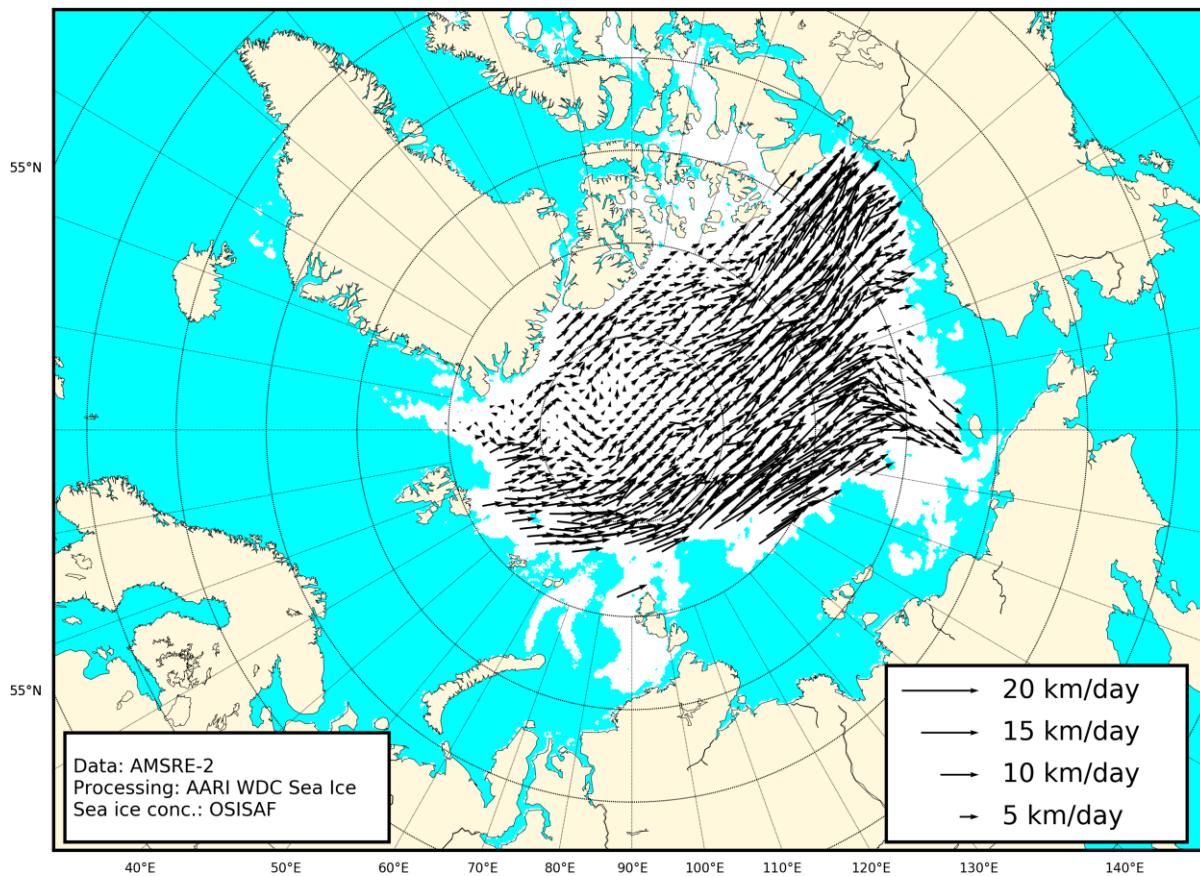 55°N
55°N
Data: AMSRE-2
Processing: AARI WDC Sea Ice
Sea ice conc.: OSISAF
20 km/day
15 km/day
10 km/day
5 km/day
40°E 50°E 60°E 70°E 80°E 90°E 100°E 110°E 120°E 130°E 140°E